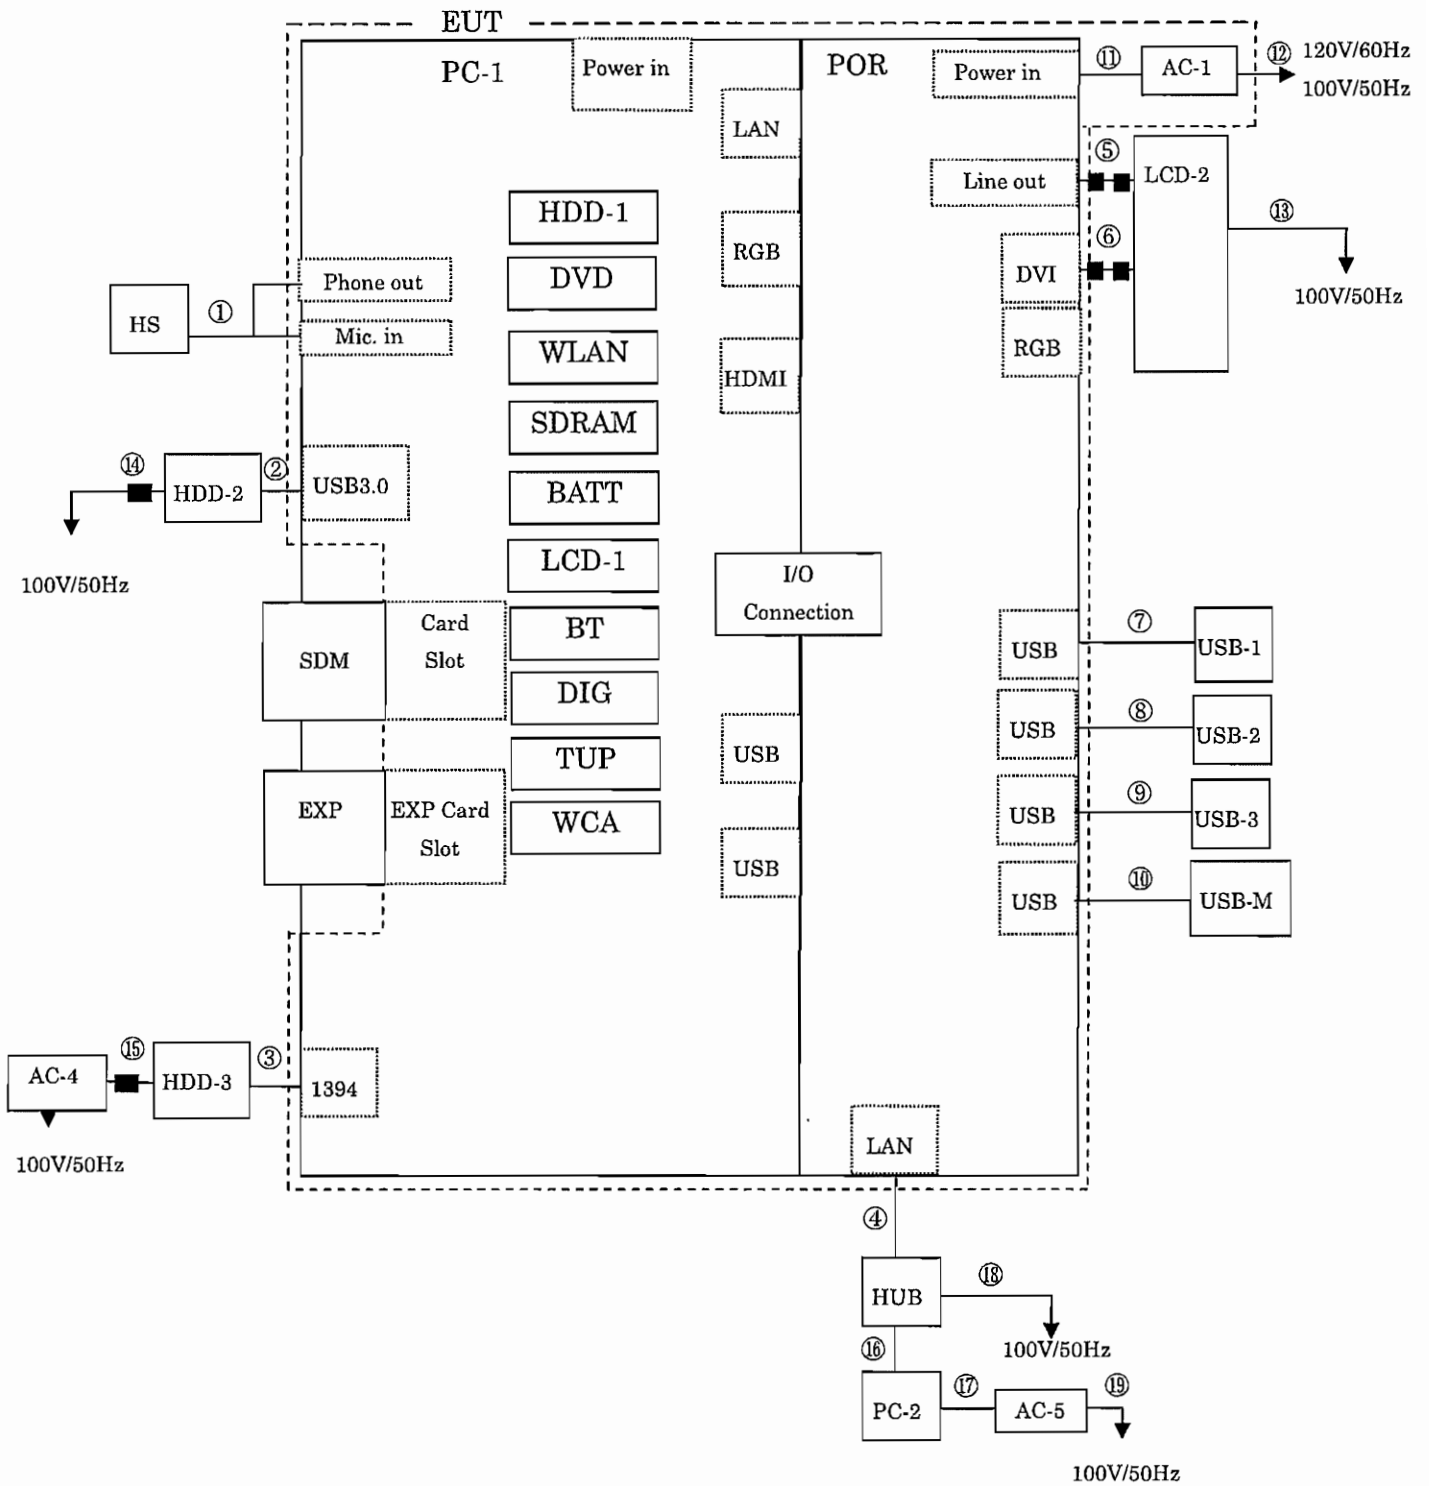 EUT
PC-1
Power in
POR
Power in
⑪
AC-1
⑫
120V/60Hz
100V/50Hz
LAN
Line out
⑤
LCD-2
⑬
100V/50Hz
HDD-1
RGB
DVI
⑥
DVD
Phone out
HS
①
Mic. in
WLAN
HDMI
RGB
SDRAM
⑭
HDD-2
②
USB3.0
100V/50Hz
BATT
LCD-1
I/O
Connection
SDM
Card
Slot
BT
USB
⑦
USB-1
DIG
USB
⑧
USB-2
TUP
USB
EXP
EXP Card
Slot
WCA
USB
⑨
USB-3
USB
USB
⑩
USB-M
AC-4
⑮
HDD-3
③
1394
100V/50Hz
LAN
④
HUB
⑱
100V/50Hz
⑯
PC-2
⑰
AC-5
⑲
100V/50Hz